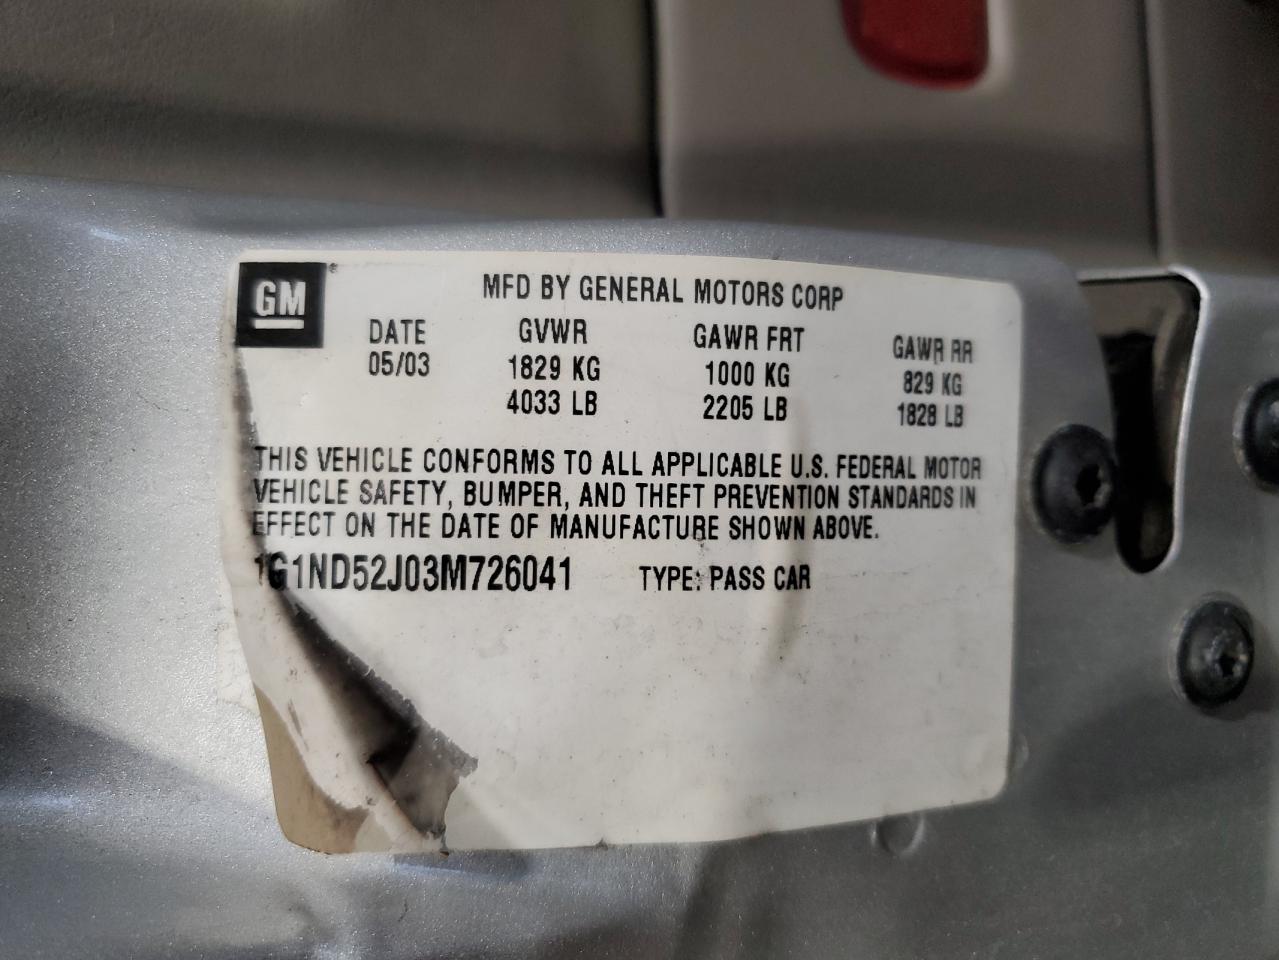 GM
MFD BY GENERAL MOTORS CORP
DATE GVWR GAWR FRT GAWR RR
05/03 1829 KG 1000 KG 829 KG
4033 LB 2205 LB 1828 LB
THIS VEHICLE CONFORMS TO ALL APPLICABLE U.S. FEDERAL MOTOR
VEHICLE SAFETY, BUMPER, AND THEFT PREVENTION STANDARDS IN
EFFECT ON THE DATE OF MANUFACTURE SHOWN ABOVE.
1G1ND52J03M726041 TYPE: PASS CAR